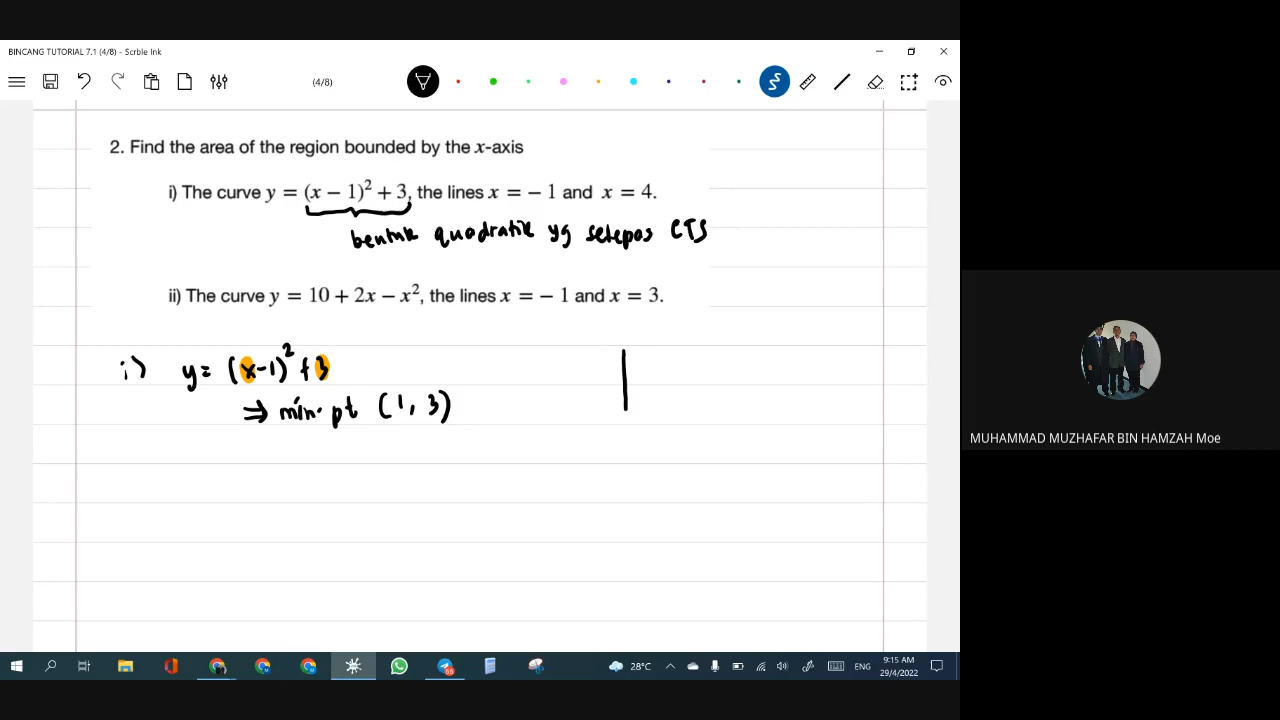 BINCANG TUTORIAL 7.1 (4/8) - Scrble Ink
(4/8)
2. Find the area of the region bounded by the x-axis
i) The curve y = (x − 1)² + 3, the lines x = − 1 and x = 4.
bentuk quadratik yg selepas CTS
ii) The curve y = 10 + 2x − x², the lines x = − 1 and x = 3.
i) y = (x-1)² + 3
⇒ min. pt (1, 3)
MUHAMMAD MUZHAFAR BIN HAMZAH Moe
66
28°C
ENG
9:15 AM
29/4/2022